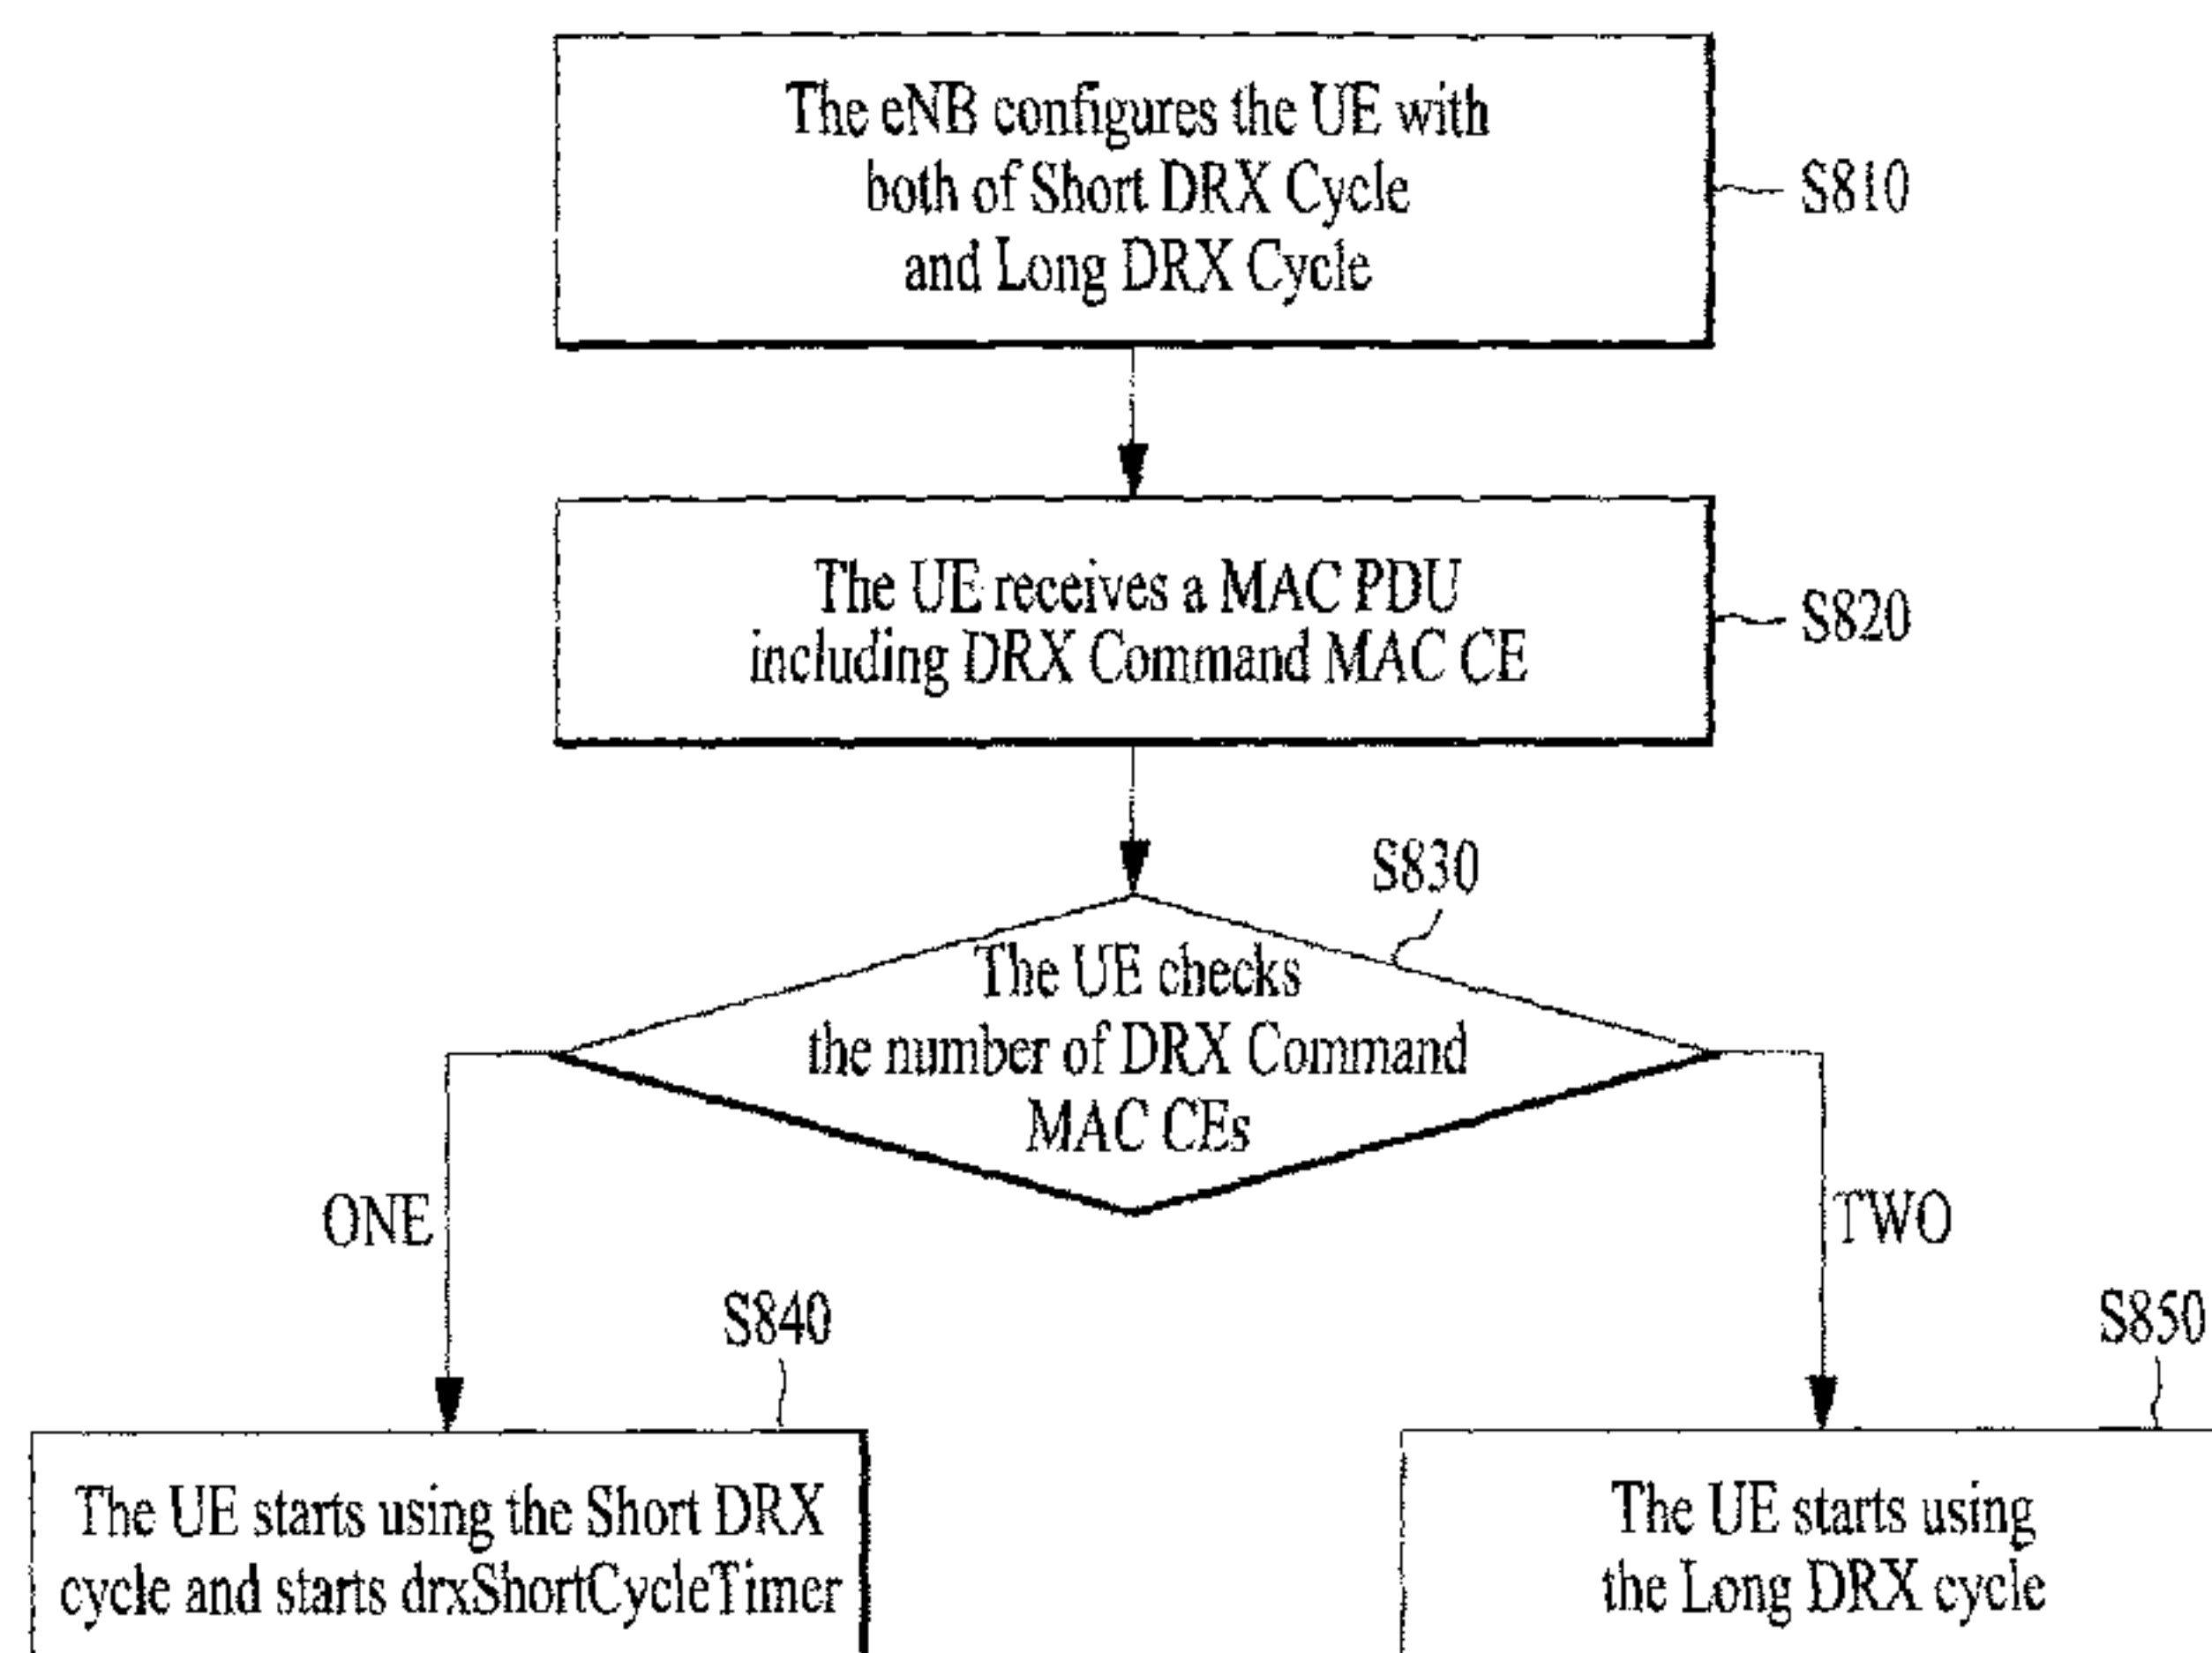 The eNB configures the UE with
both of Short DRX Cycle
and Long DRX Cycle
S810
The UE receives a MAC PDU
including DRX Command MAC CE
S820
S830
The UE checks
the number of DRX Command
MAC CEs
ONE
TWO
S840
S850
The UE starts using the Short DRX
cycle and starts drxShortCycleTimer
The UE starts using
the Long DRX cycle